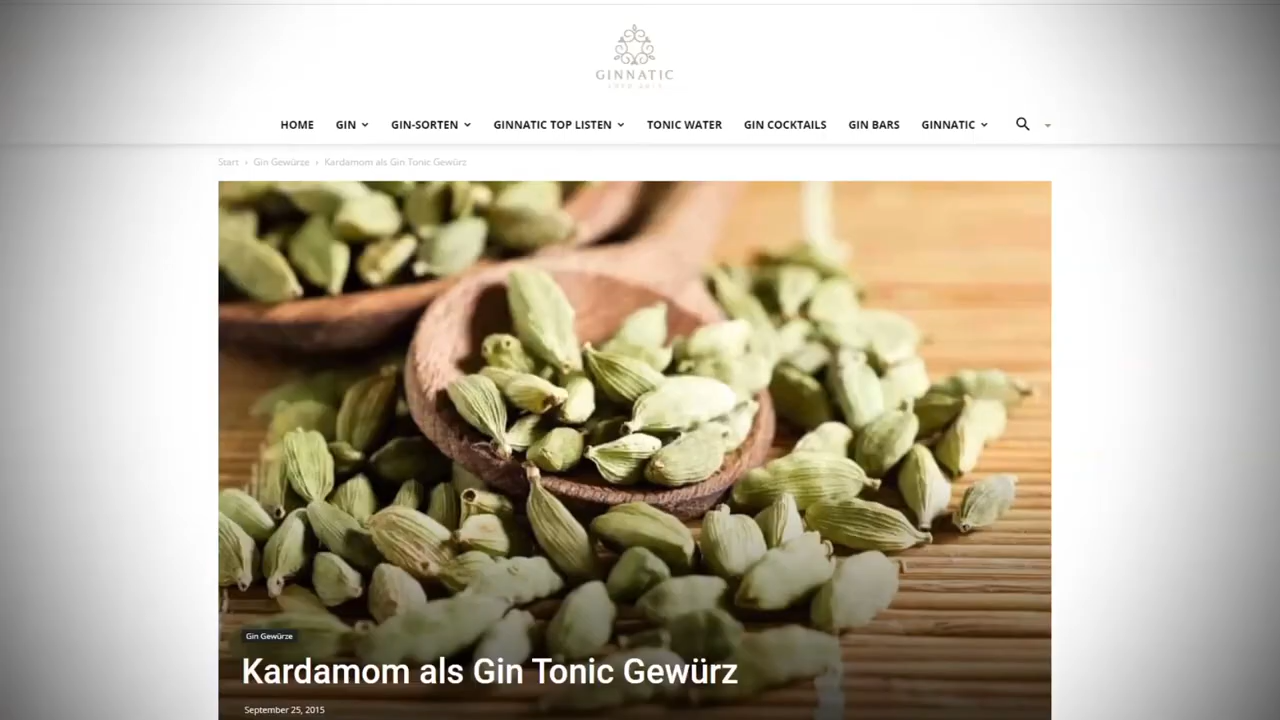 GINNATIC
HOME GIN GIN-SORTEN GINNATIC TOP LISTEN TONIC WATER GIN COCKTAILS GIN BARS GINNATIC
Start › Gin Gewürze › Kardamom als Gin Tonic Gewürz
Gin Gewürze
Kardamom als Gin Tonic Gewürz
September 25, 2015